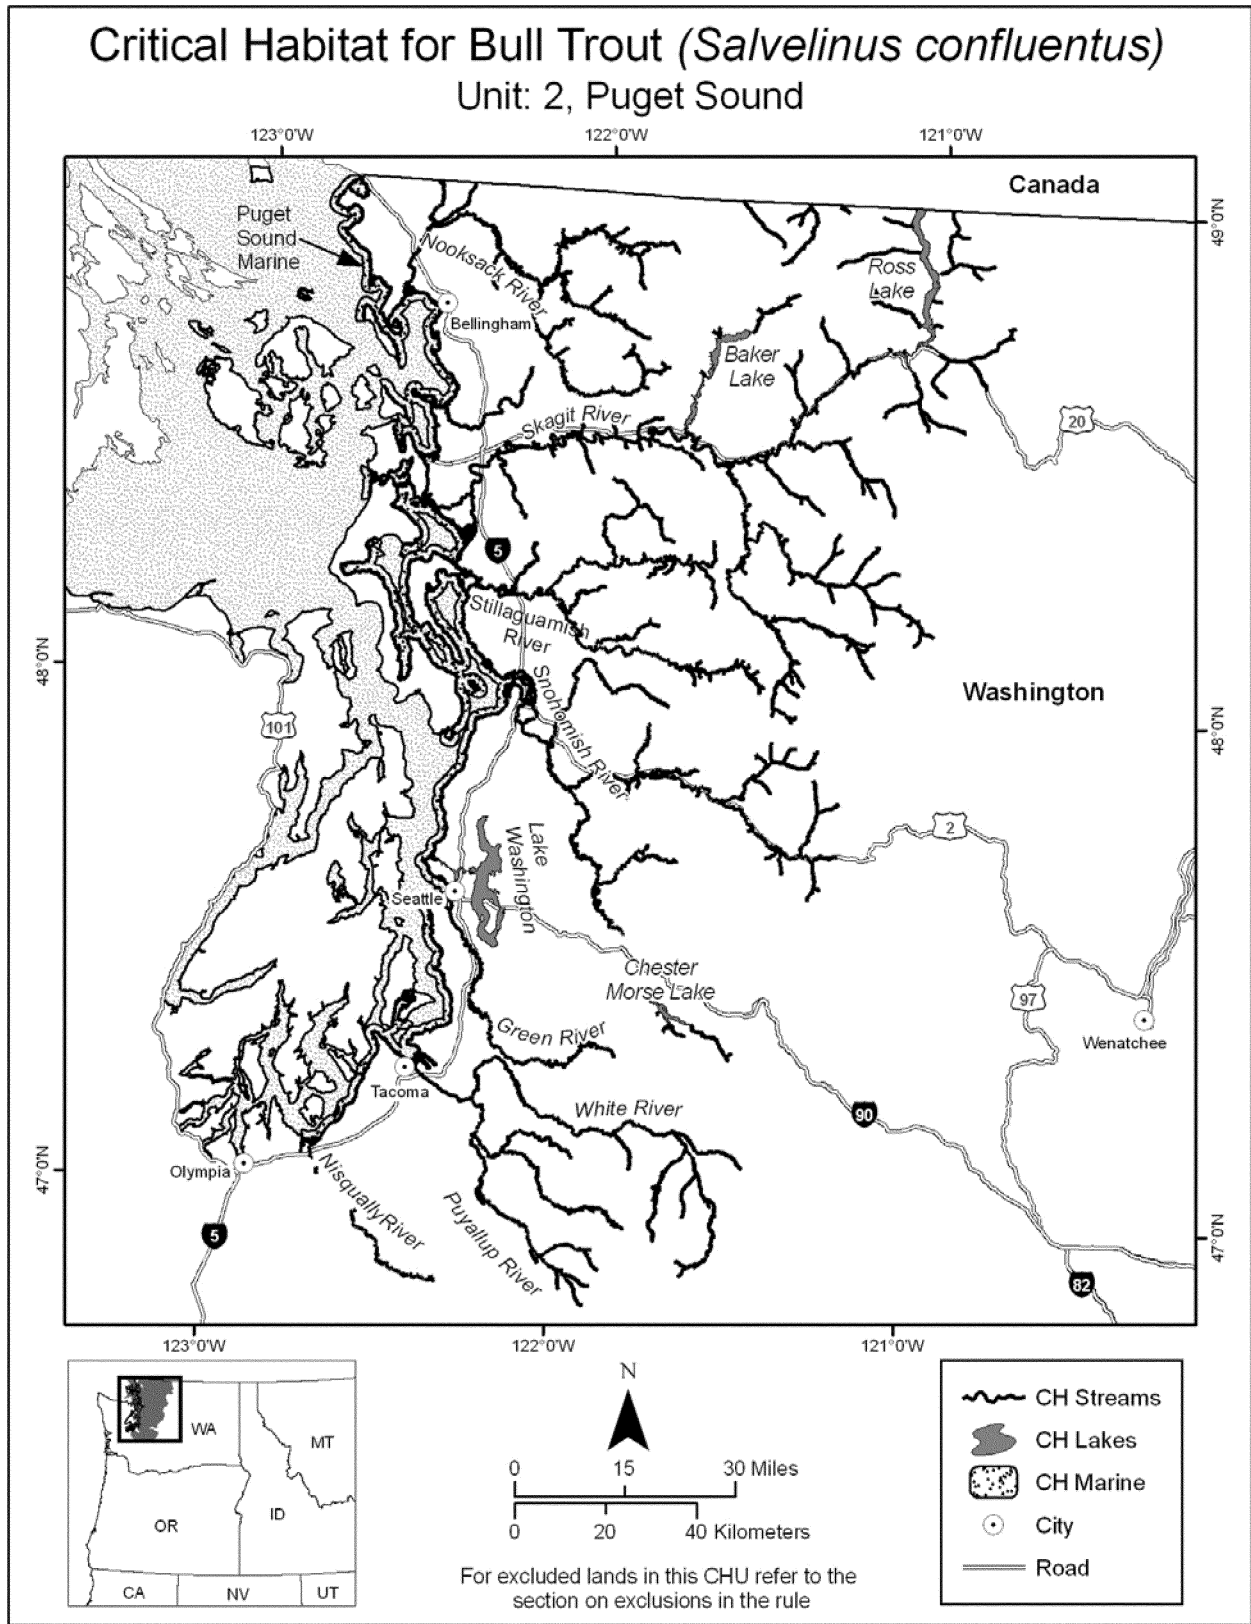 Critical Habitat for Bull Trout (Salvelinus confluentus)
Unit: 2, Puget Sound
123°0'W
122°0'W
121°0'W
Canada
49°0'N
Puget
Sound
Marine
Nooksack River
Ross
Lake
Bellingham
Baker
Lake
Skagit River
20
5
Stillaguamish
River
48°0'N
Snohomish River
Washington
101
48°0'N
2
Lake
Washington
Seattle
Chester
Morse Lake
97
Green River
Wenatchee
Tacoma
White River
90
47°0'N
Olympia
Nisqually River
Puyallup River
5
47°0'N
82
123°0'W
122°0'W
121°0'W
WA
MT
OR
ID
CA
NV
UT
N
0 15 30 Miles
0 20 40 Kilometers
For excluded lands in this CHU refer to the
section on exclusions in the rule
CH Streams
CH Lakes
CH Marine
City
Road